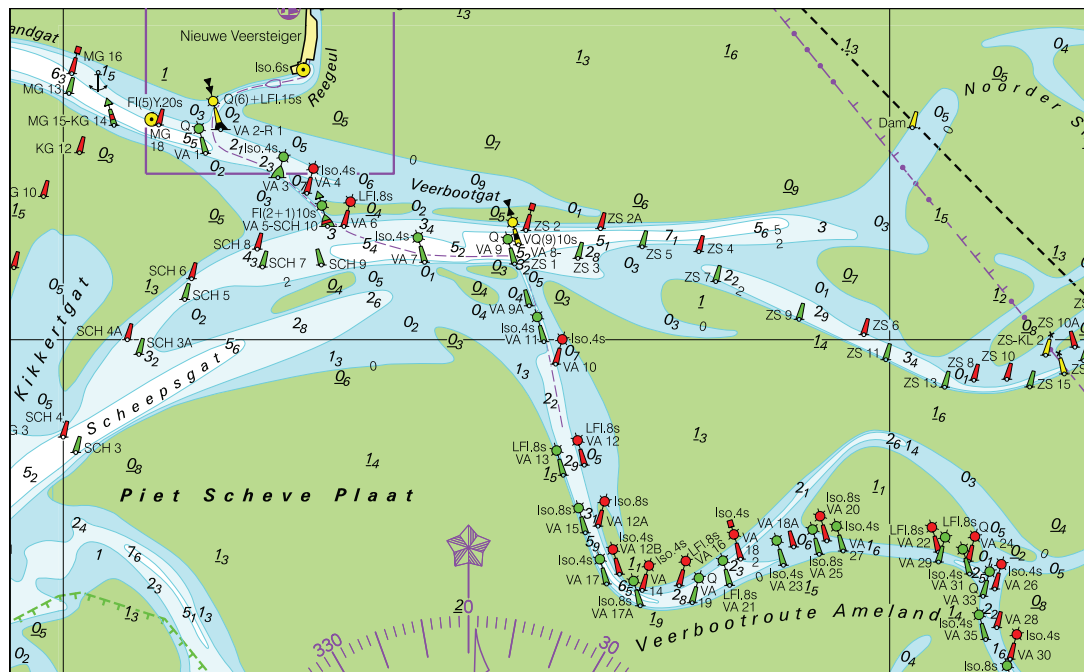 andgat
MG 16
6₃
1₅
MG 13
MG 15-KG 14
Fl(5)Y.20s
MG
18
KG 12
G 10
Nieuwe Veersteiger
Iso.6s
Reegeul
Q(6)+LFl.15s
VA 2-R 1
Q
VA 1
Iso.4s
VA 3
Iso.4s
VA 4
LFl.8s
VA 6
Fl(2+1)10s
VA 5-SCH 10
Veerbootgat
SCH 8
SCH 7
SCH 9
SCH 6
SCH 5
SCH 4A
SCH 3A
SCH 4
SCH 3
G 3
Kikkertgat
Scheepsgat
Iso.4s
VA 7
Q
VA 9
VQ(9)10s
VA 8-
ZS 1
ZS 2
ZS 2A
ZS 3
ZS 5
ZS 4
ZS 7
ZS 9
ZS 6
ZS 11
ZS 13
ZS 8
ZS 10
ZS 15
ZS-KL 2
ZS 10A
Dam
Noorder S
VA 9A
Iso.4s
VA 11
Iso.4s
VA 10
LFl.8s
VA 12
LFl.8s
VA 13
Iso.8s
VA 12A
Iso.8s
VA 15
Iso.4s
VA 12B
Iso.4s
VA 17
Iso.4s
VA
14
Iso.8s
VA 17A
LFl.8s
VA 16
Q
VA
19
Iso.4s
VA
18
LFl.8s
VA 21
VA 18A
Iso.4s
VA 23
Iso.8s
VA 20
Iso.8s
VA 25
Iso.4s
VA
27
LFl.8s
VA 22
LFl.8s
VA 29
Q
VA 24
Iso.4s
VA 31
Iso.4s
VA 26
Q
VA 33
Iso.4s
VA 35
VA 28
Iso.4s
VA 30
Iso.8s
Piet Scheve Plaat
Veerbootroute Ameland
330
20
30